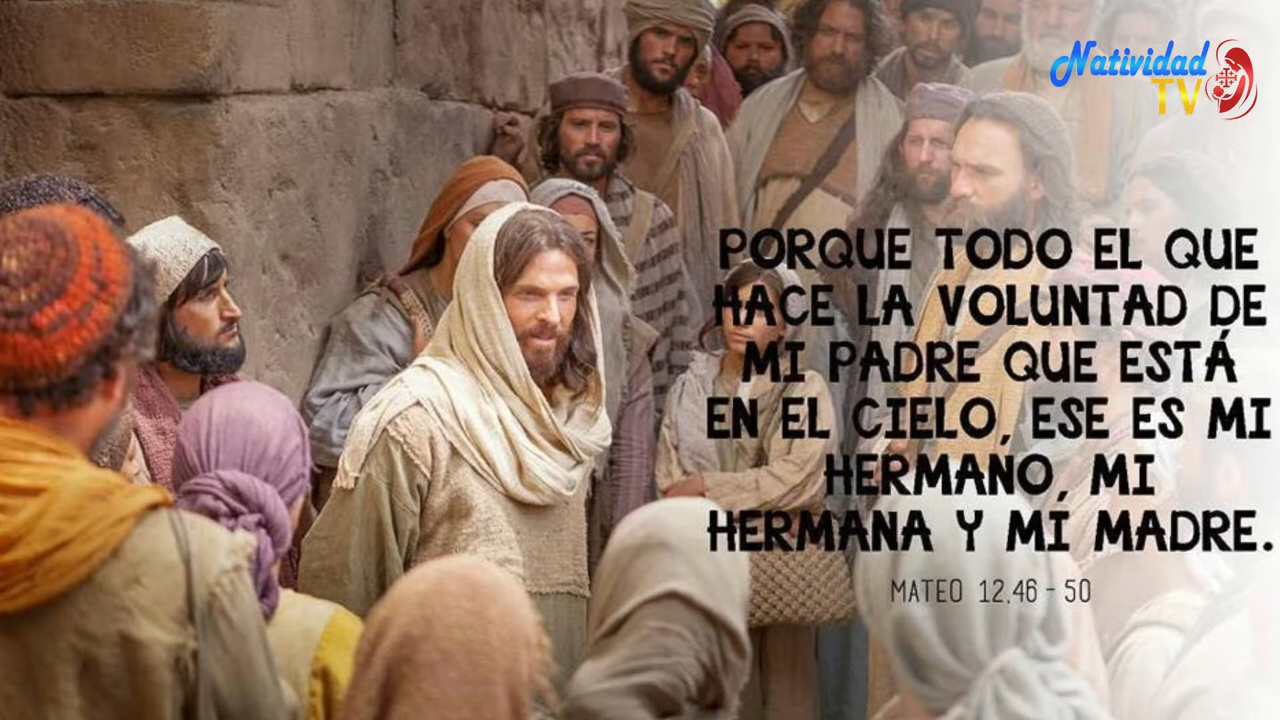 Natividad
TV
PORQUE TODO EL QUE
HACE LA VOLUNTAD DE
MI PADRE QUE ESTÁ
EN EL CIELO, ESE ES MI
HERMANO, MI
HERMANA Y MI MADRE.
MATEO 12,46 - 50